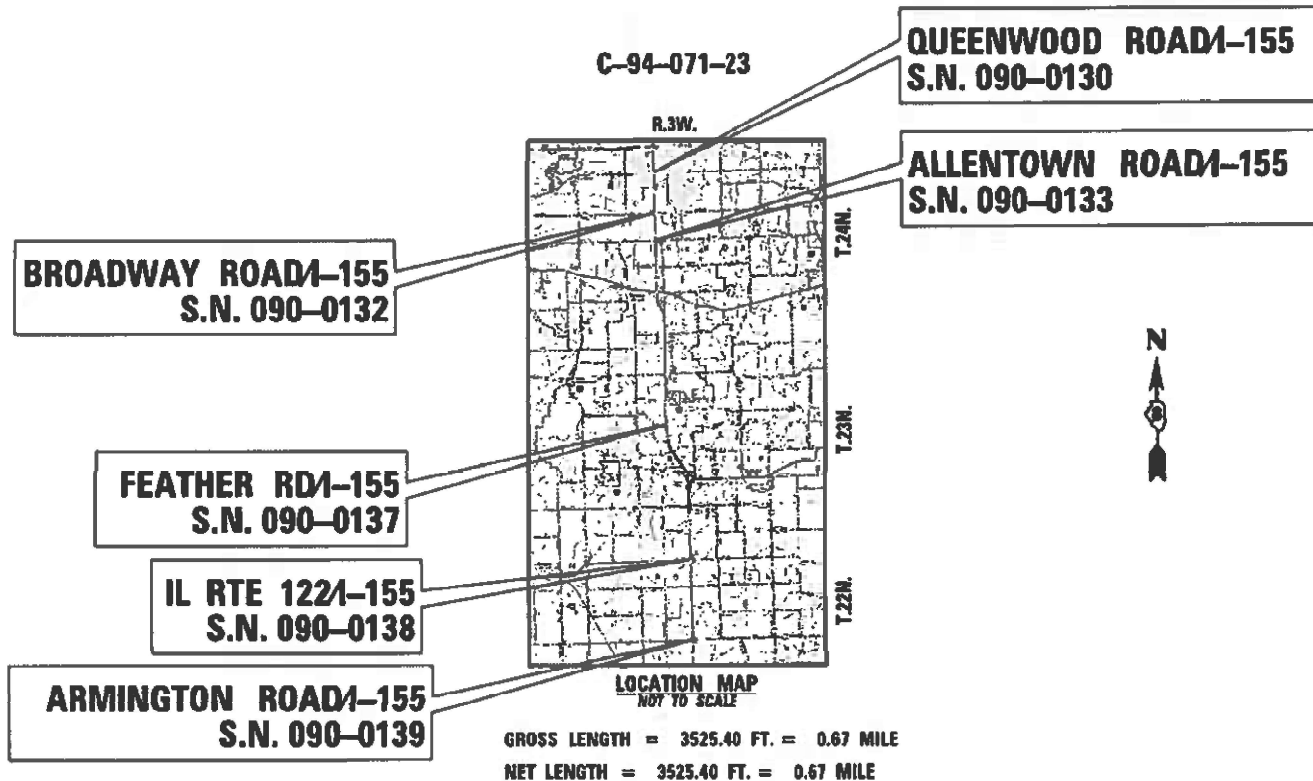 C-94-071-23
QUEENWOOD ROAD/I-155
S.N. 090-0130
R.3W.
ALLENTOWN ROAD/I-155
S.N. 090-0133
T.24N.
BROADWAY ROAD/I-155
S.N. 090-0132
N
T.23N.
FEATHER RD/I-155
S.N. 090-0137
IL RTE 122/I-155
S.N. 090-0138
T.22N.
ARMINGTON ROAD/I-155
S.N. 090-0139
LOCATION MAP
NOT TO SCALE
GROSS LENGTH = 3525.40 FT. = 0.67 MILE
NET LENGTH = 3525.40 FT. = 0.67 MILE